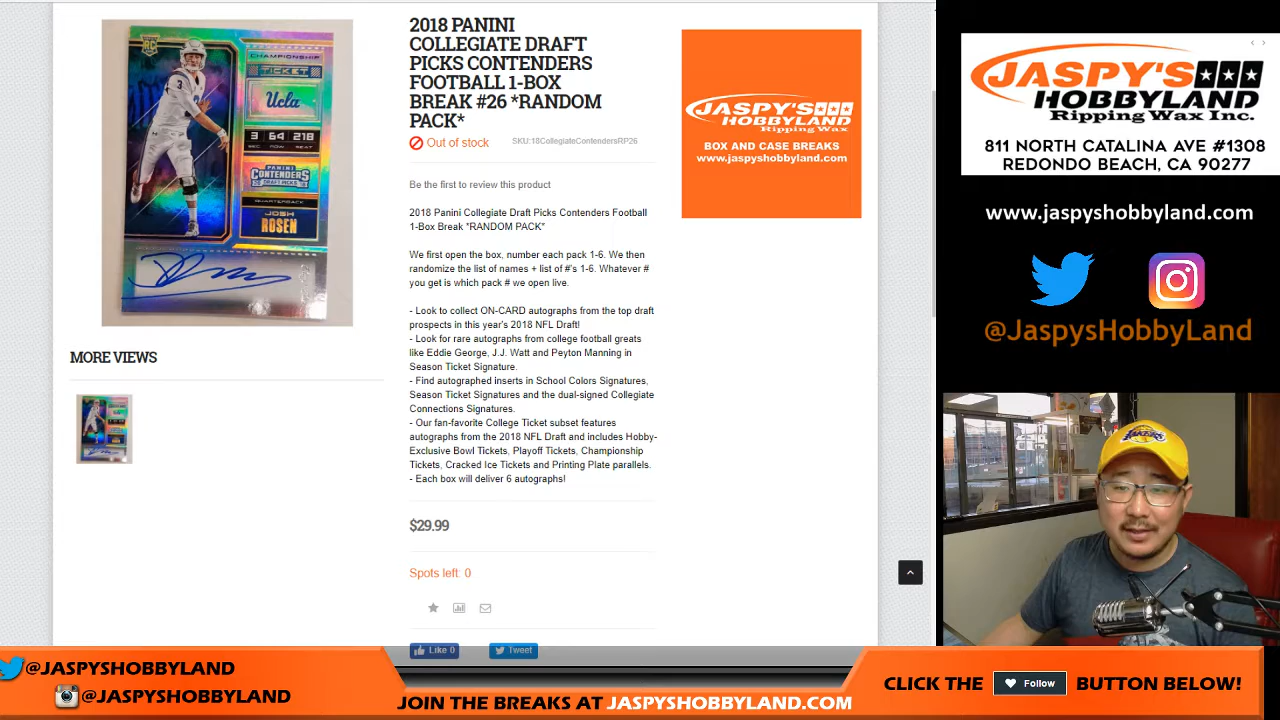 RC
CHAMPIONSHIP
TICKET
Ucla
3 64 218
SEC ROW SEAT
PANINI
CONTENDERS
DRAFT PICKS
QUARTERBACK
JOSH
ROSEN
MORE VIEWS
2018 PANINI
COLLEGIATE DRAFT
PICKS CONTENDERS
FOOTBALL 1-BOX
BREAK #26 *RANDOM
PACK*
Out of stock
SKU:18CollegiateContendersRP26
Be the first to review this product
2018 Panini Collegiate Draft Picks Contenders Football
1-Box Break *RANDOM PACK*
We first open the box, number each pack 1-6. We then
randomize the list of names + list of #'s 1-6. Whatever #
you get is which pack # we open live.
- Look to collect ON-CARD autographs from the top draft
prospects in this year's 2018 NFL Draft!
- Look for rare autographs from college football greats
like Eddie George, J.J. Watt and Peyton Manning in
Season Ticket Signature.
- Find autographed inserts in School Colors Signatures,
Season Ticket Signatures and the dual-signed Collegiate
Connections Signatures.
- Our fan-favorite College Ticket subset features
autographs from the 2018 NFL Draft and includes Hobby-
Exclusive Bowl Tickets, Playoff Tickets, Championship
Tickets, Cracked Ice Tickets and Printing Plate parallels.
- Each box will deliver 6 autographs!
$29.99
Spots left: 0
Like 0
Tweet
JASPY'S
HOBBYLAND
Ripping Wax
BOX AND CASE BREAKS
www.jaspyshobbyland.com
JASPY'S
HOBBYLAND
Ripping Wax Inc.
811 NORTH CATALINA AVE #1308
REDONDO BEACH, CA 90277
www.jaspyshobbyland.com
@JaspysHobbyLand
LAKERS
@JASPYSHOBBYLAND
@JASPYSHOBBYLAND
JOIN THE BREAKS AT JASPYSHOBBYLAND.COM
CLICK THE Follow BUTTON BELOW!